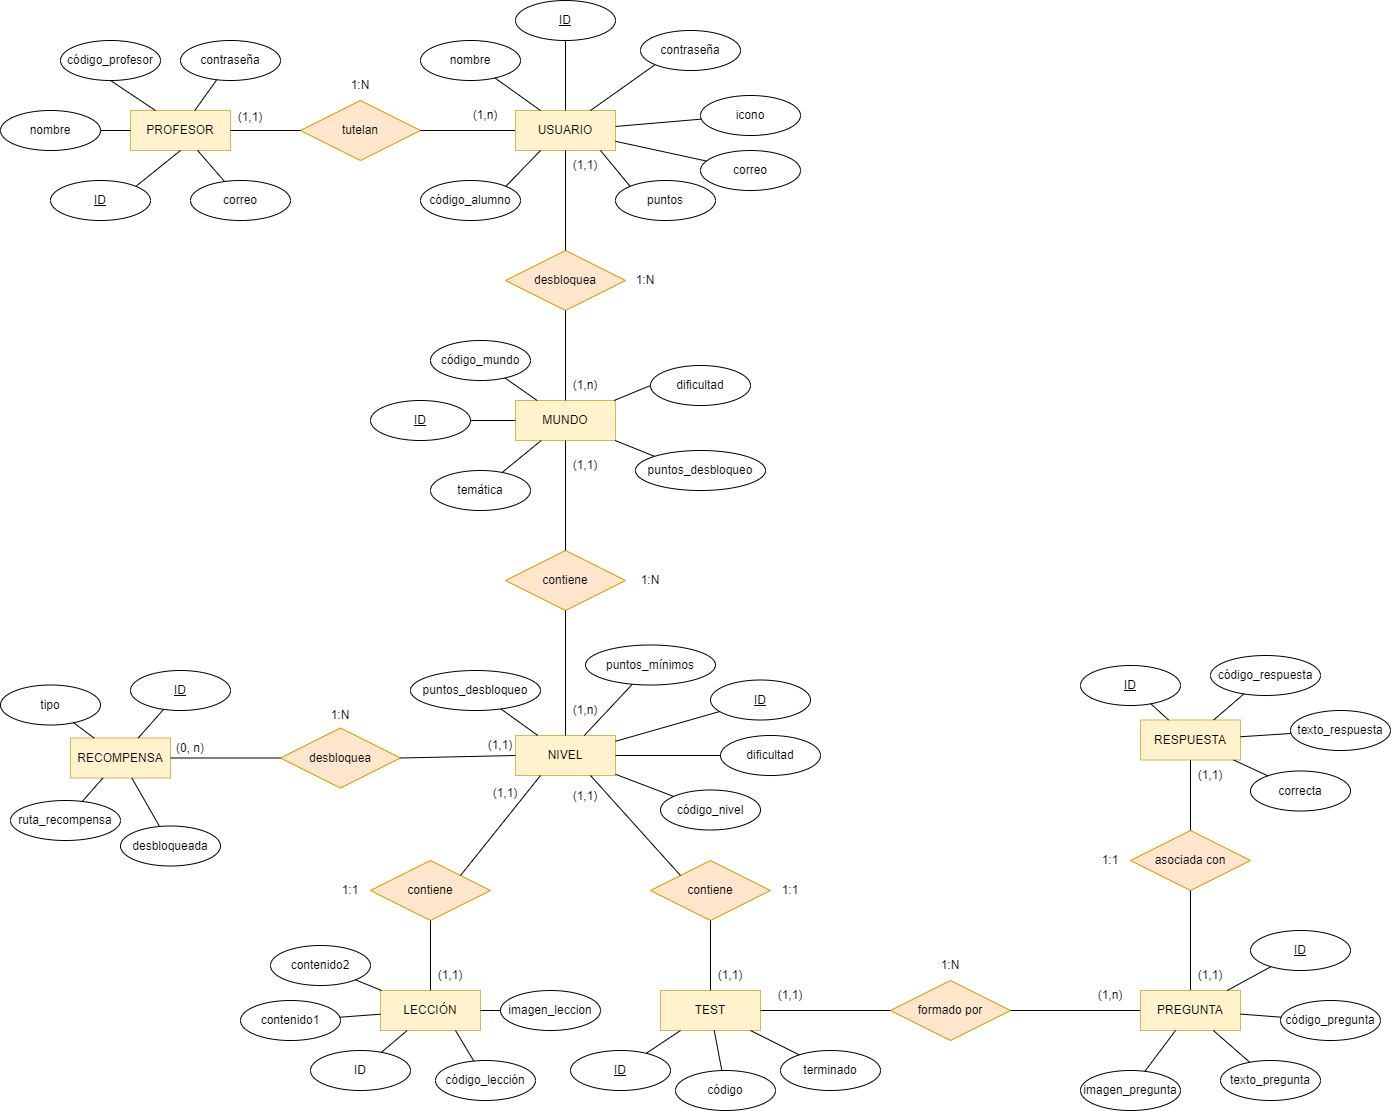 ID
nombre
contraseña
código_profesor
contraseña
1:N
icono
nombre
PROFESOR
(1,1)
tutelan
(1,n)
USUARIO
(1,1)
correo
ID
correo
código_alumno
puntos
desbloquea
1:N
código_mundo
(1,n)
dificultad
ID
MUNDO
(1,1)
puntos_desbloqueo
temática
contiene
1:N
puntos_mínimos
puntos_desbloqueo
ID
(1,n)
ID
tipo
1:N
RECOMPENSA
(0, n)
desbloquea
(1,1)
NIVEL
dificultad
(1,1)
(1,1)
código_nivel
ruta_recompensa
desbloqueada
ID
código_respuesta
RESPUESTA
texto_respuesta
(1,1)
correcta
1:1
asociada con
1:1
contiene
contiene
1:1
contenido2
(1,1)
(1,1)
1:N
ID
(1,1)
contenido1
LECCIÓN
imagen_leccion
TEST
(1,1)
formado por
(1,n)
PREGUNTA
código_pregunta
ID
código_lección
ID
código
terminado
imagen_pregunta
texto_pregunta